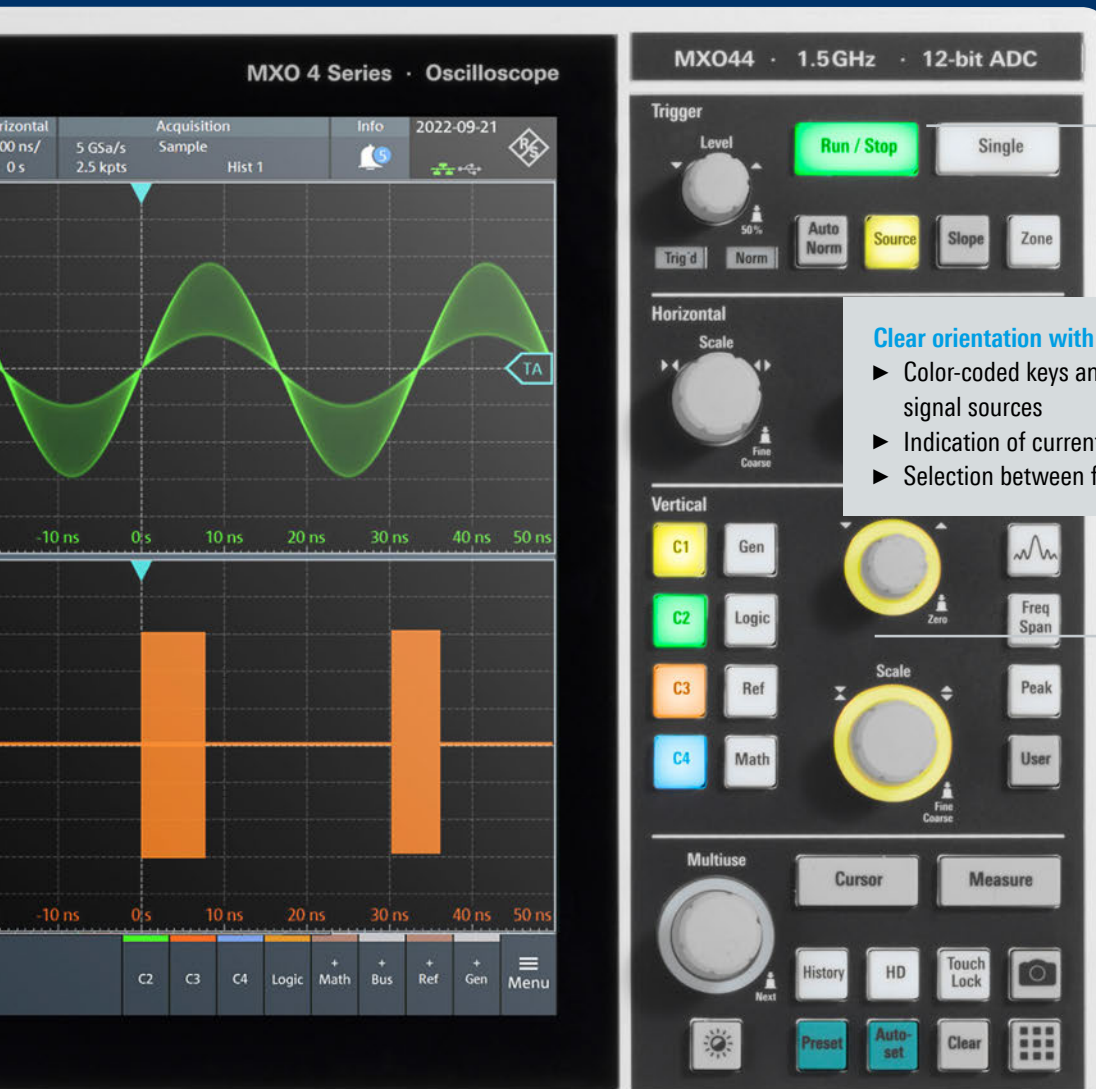 MXO 4 Series · Oscilloscope
MXO44 · 1.5 GHz · 12-bit ADC
rizontal
00 ns/
0 s
5 GSa/s
2.5 kpts
Acquisition
Sample
Hist 1
Info
5
2022-09-21
R S
TA
-10 ns 0 s 10 ns 20 ns 30 ns 40 ns 50 ns
-10 ns 0 s 10 ns 20 ns 30 ns 40 ns 50 ns
C2 C3 C4 Logic
+ Math
+ Bus
+ Ref
+ Gen
Menu
Trigger
Level
50 %
Run / Stop
Single
Trig'd
Norm
Auto
Norm
Source
Slope
Zone
Horizontal
Scale
Fine
Coarse
Clear orientation with
► Color-coded keys an
signal sources
► Indication of curren
► Selection between f
Vertical
C1
Gen
C2
Logic
C3
Ref
C4
Math
Zero
Scale
Fine
Coarse
Freq
Span
Peak
User
Multiuse
Next
Cursor
Measure
History
HD
Touch
Lock
Preset
Auto-
set
Clear